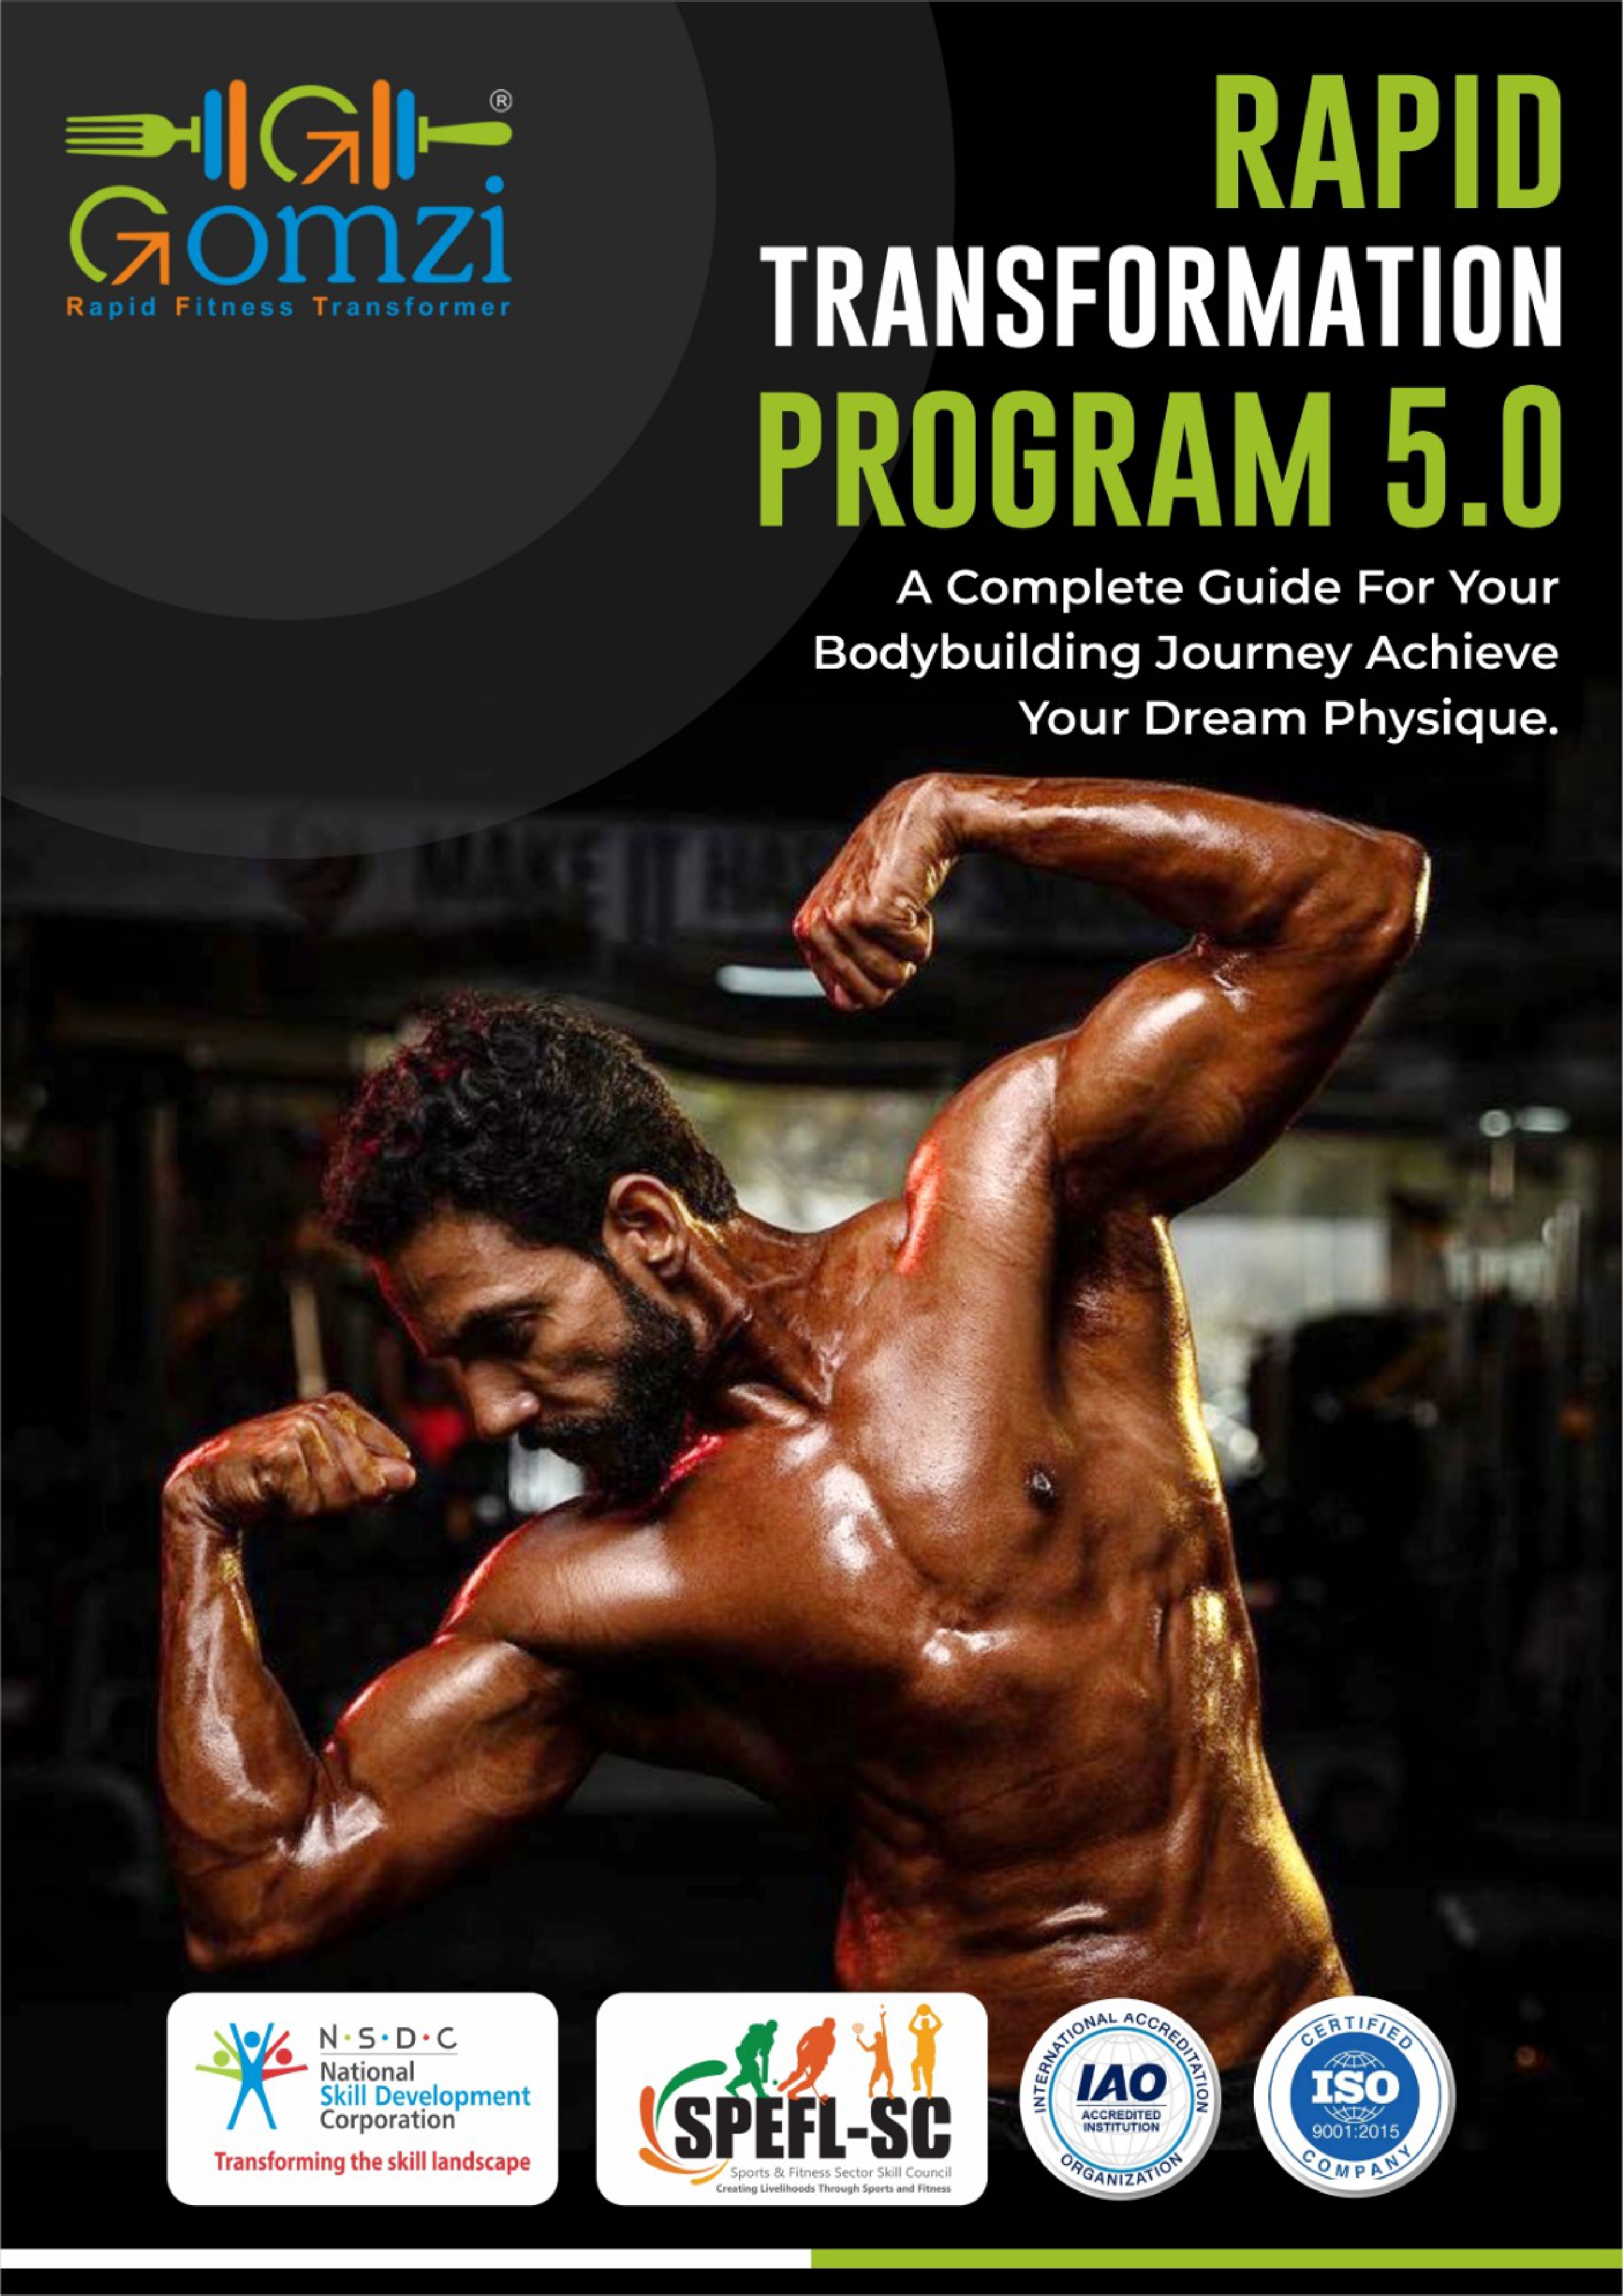 G
®
Gomzi
Rapid Fitness Transformer
RAPID
TRANSFORMATION
PROGRAM 5.0
A Complete Guide For Your
Bodybuilding Journey Achieve
Your Dream Physique.
MAKE IT
N·S·D·C
National
Skill Development
Corporation
Transforming the skill landscape
SPEFL-SC
Sports & Fitness Sector Skill Council
Creating Livelihoods Through Sports and Fitness
INTERNATIONAL ACCREDITATION
IAO
ACCREDITED
INSTITUTION
ORGANIZATION
CERTIFIED
ISO
9001:2015
COMPANY